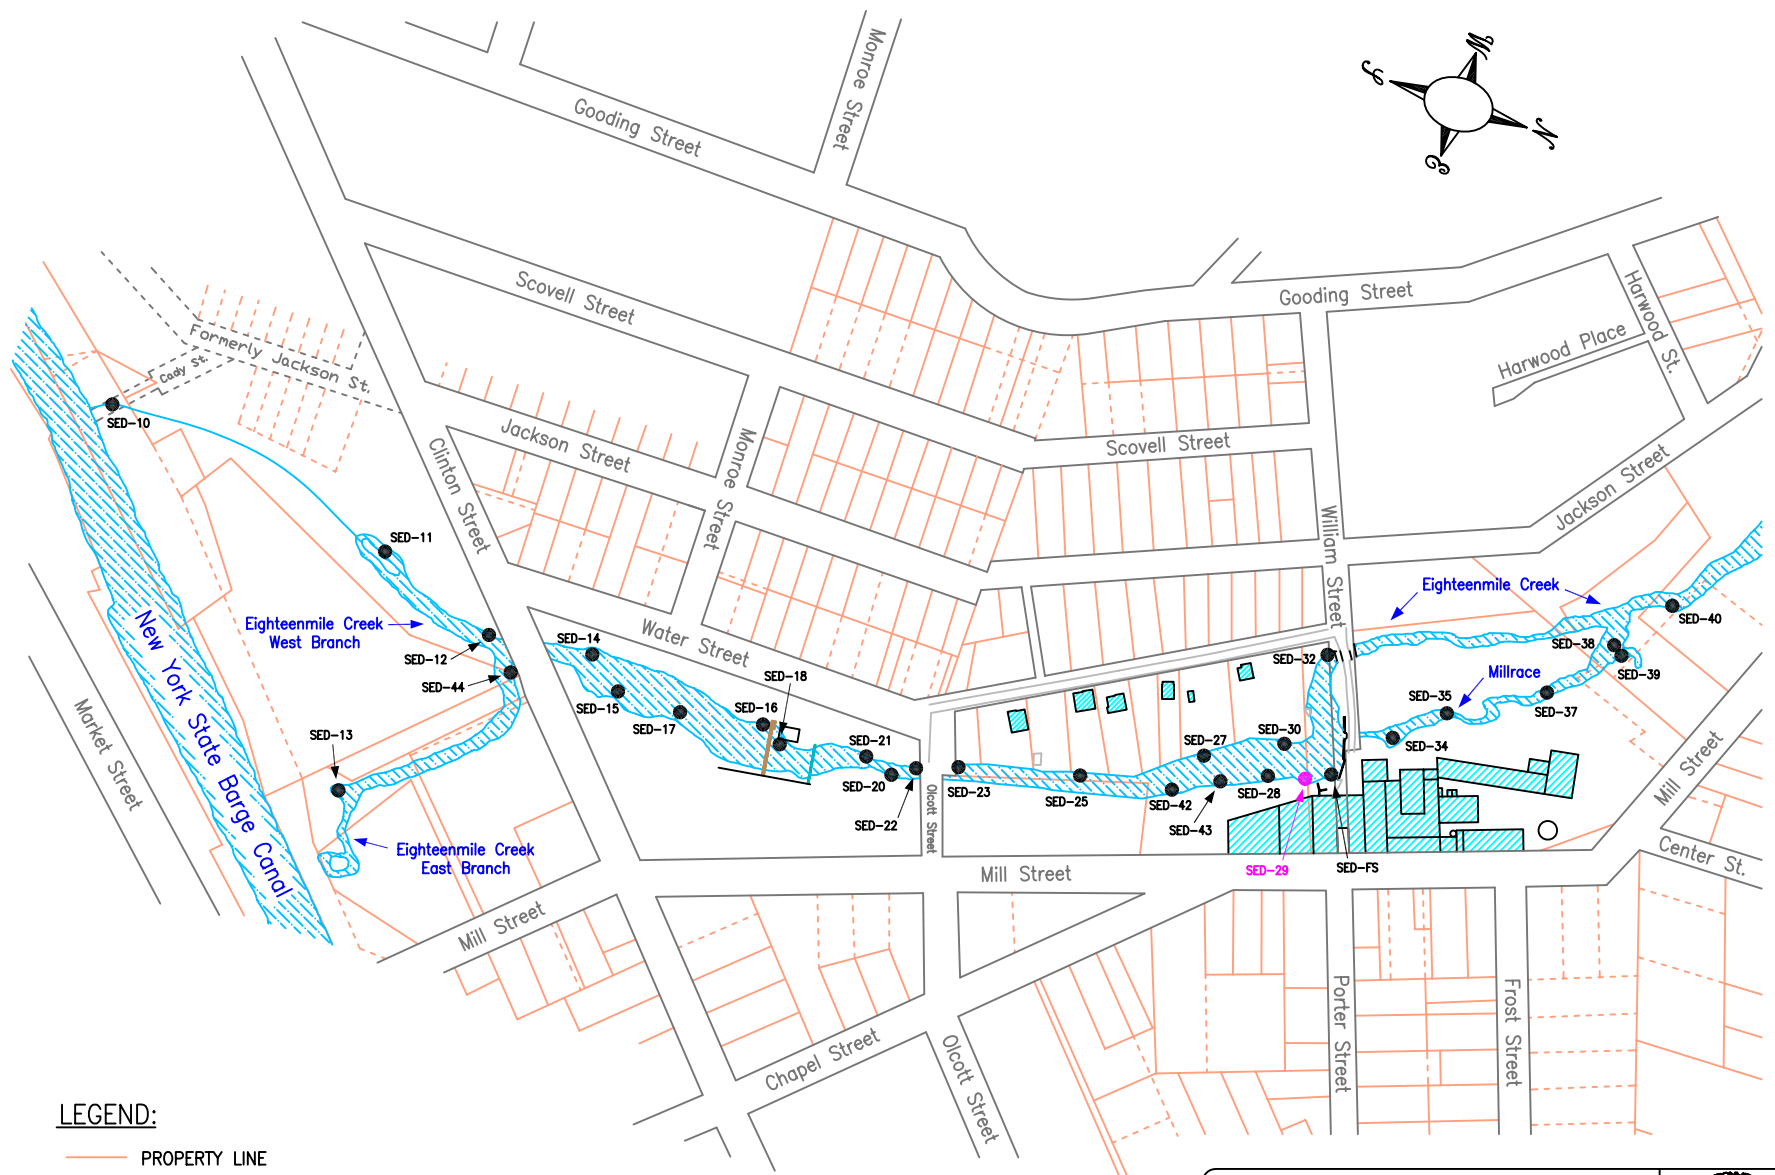 Monroe Street
Gooding Street
W
S
N
E
Scovell Street
Gooding Street
Harwood St.
Harwood Place
Formerly Jackson St.
Cady St.
SED-10
Jackson Street
Clinton Street
Monroe Street
Scovell Street
Jackson Street
William Street
SED-11
Eighteenmile Creek
West Branch
SED-12
SED-44
New York State Barge Canal
Market Street
SED-13
Eighteenmile Creek
East Branch
Water Street
SED-14
SED-15
SED-17
SED-16
SED-18
SED-21
SED-20
SED-22
Olcott Street
SED-23
SED-25
SED-42
SED-27
SED-43
SED-28
SED-30
SED-32
SED-29
SED-FS
Eighteenmile Creek
SED-40
SED-38
SED-39
Millrace
SED-35
SED-37
SED-34
Mill Street
Center St.
Mill Street
Mill Street
Chapel Street
Olcott Street
Porter Street
Frost Street
LEGEND:
PROPERTY LINE